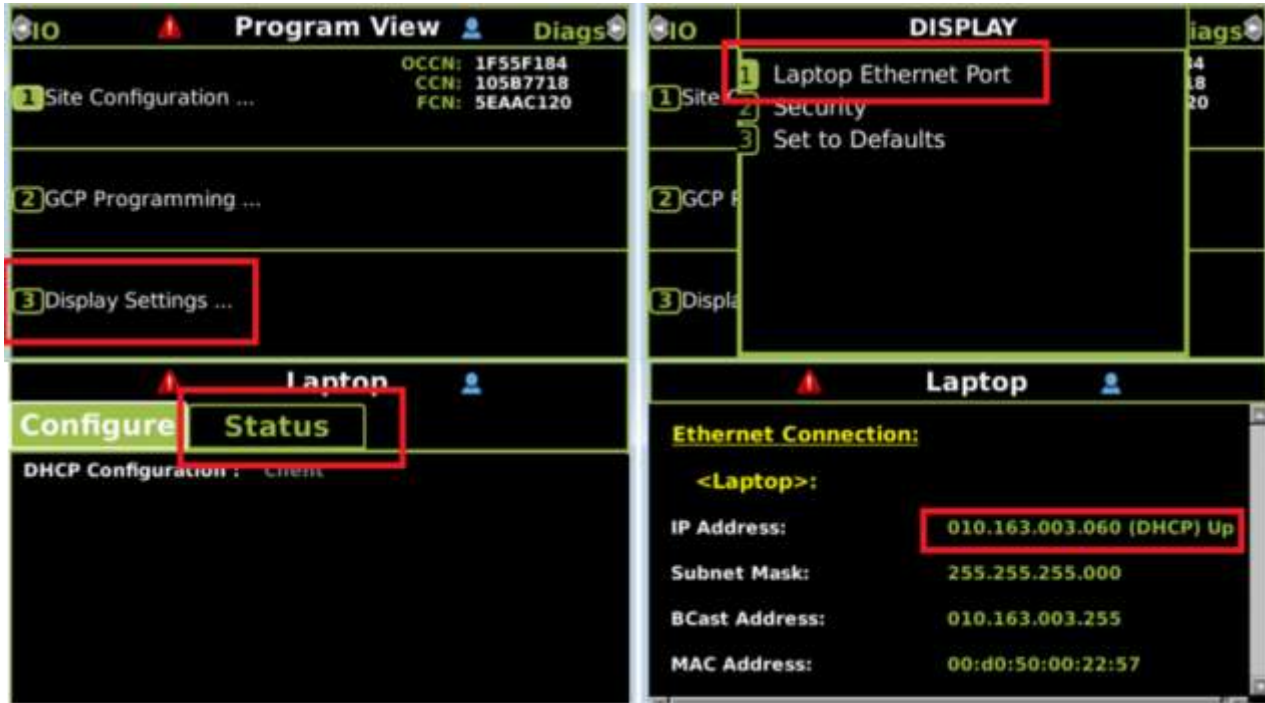 IO Program View Diags
OCCN: 1F55F184
CCN: 105B7718
FCN: 5EAAC120
1 Site Configuration ...
2 GCP Programming ...
3 Display Settings ...
IO DISPLAY iags
1 Laptop Ethernet Port
2 Security
3 Set to Defaults
1 Site
2 GCP
3 Displa
Laptop
Configure Status
DHCP Configuration : Client
Laptop
Ethernet Connection:
<Laptop>:
IP Address: 010.163.003.060 (DHCP) Up
Subnet Mask: 255.255.255.000
BCast Address: 010.163.003.255
MAC Address: 00:d0:50:00:22:57